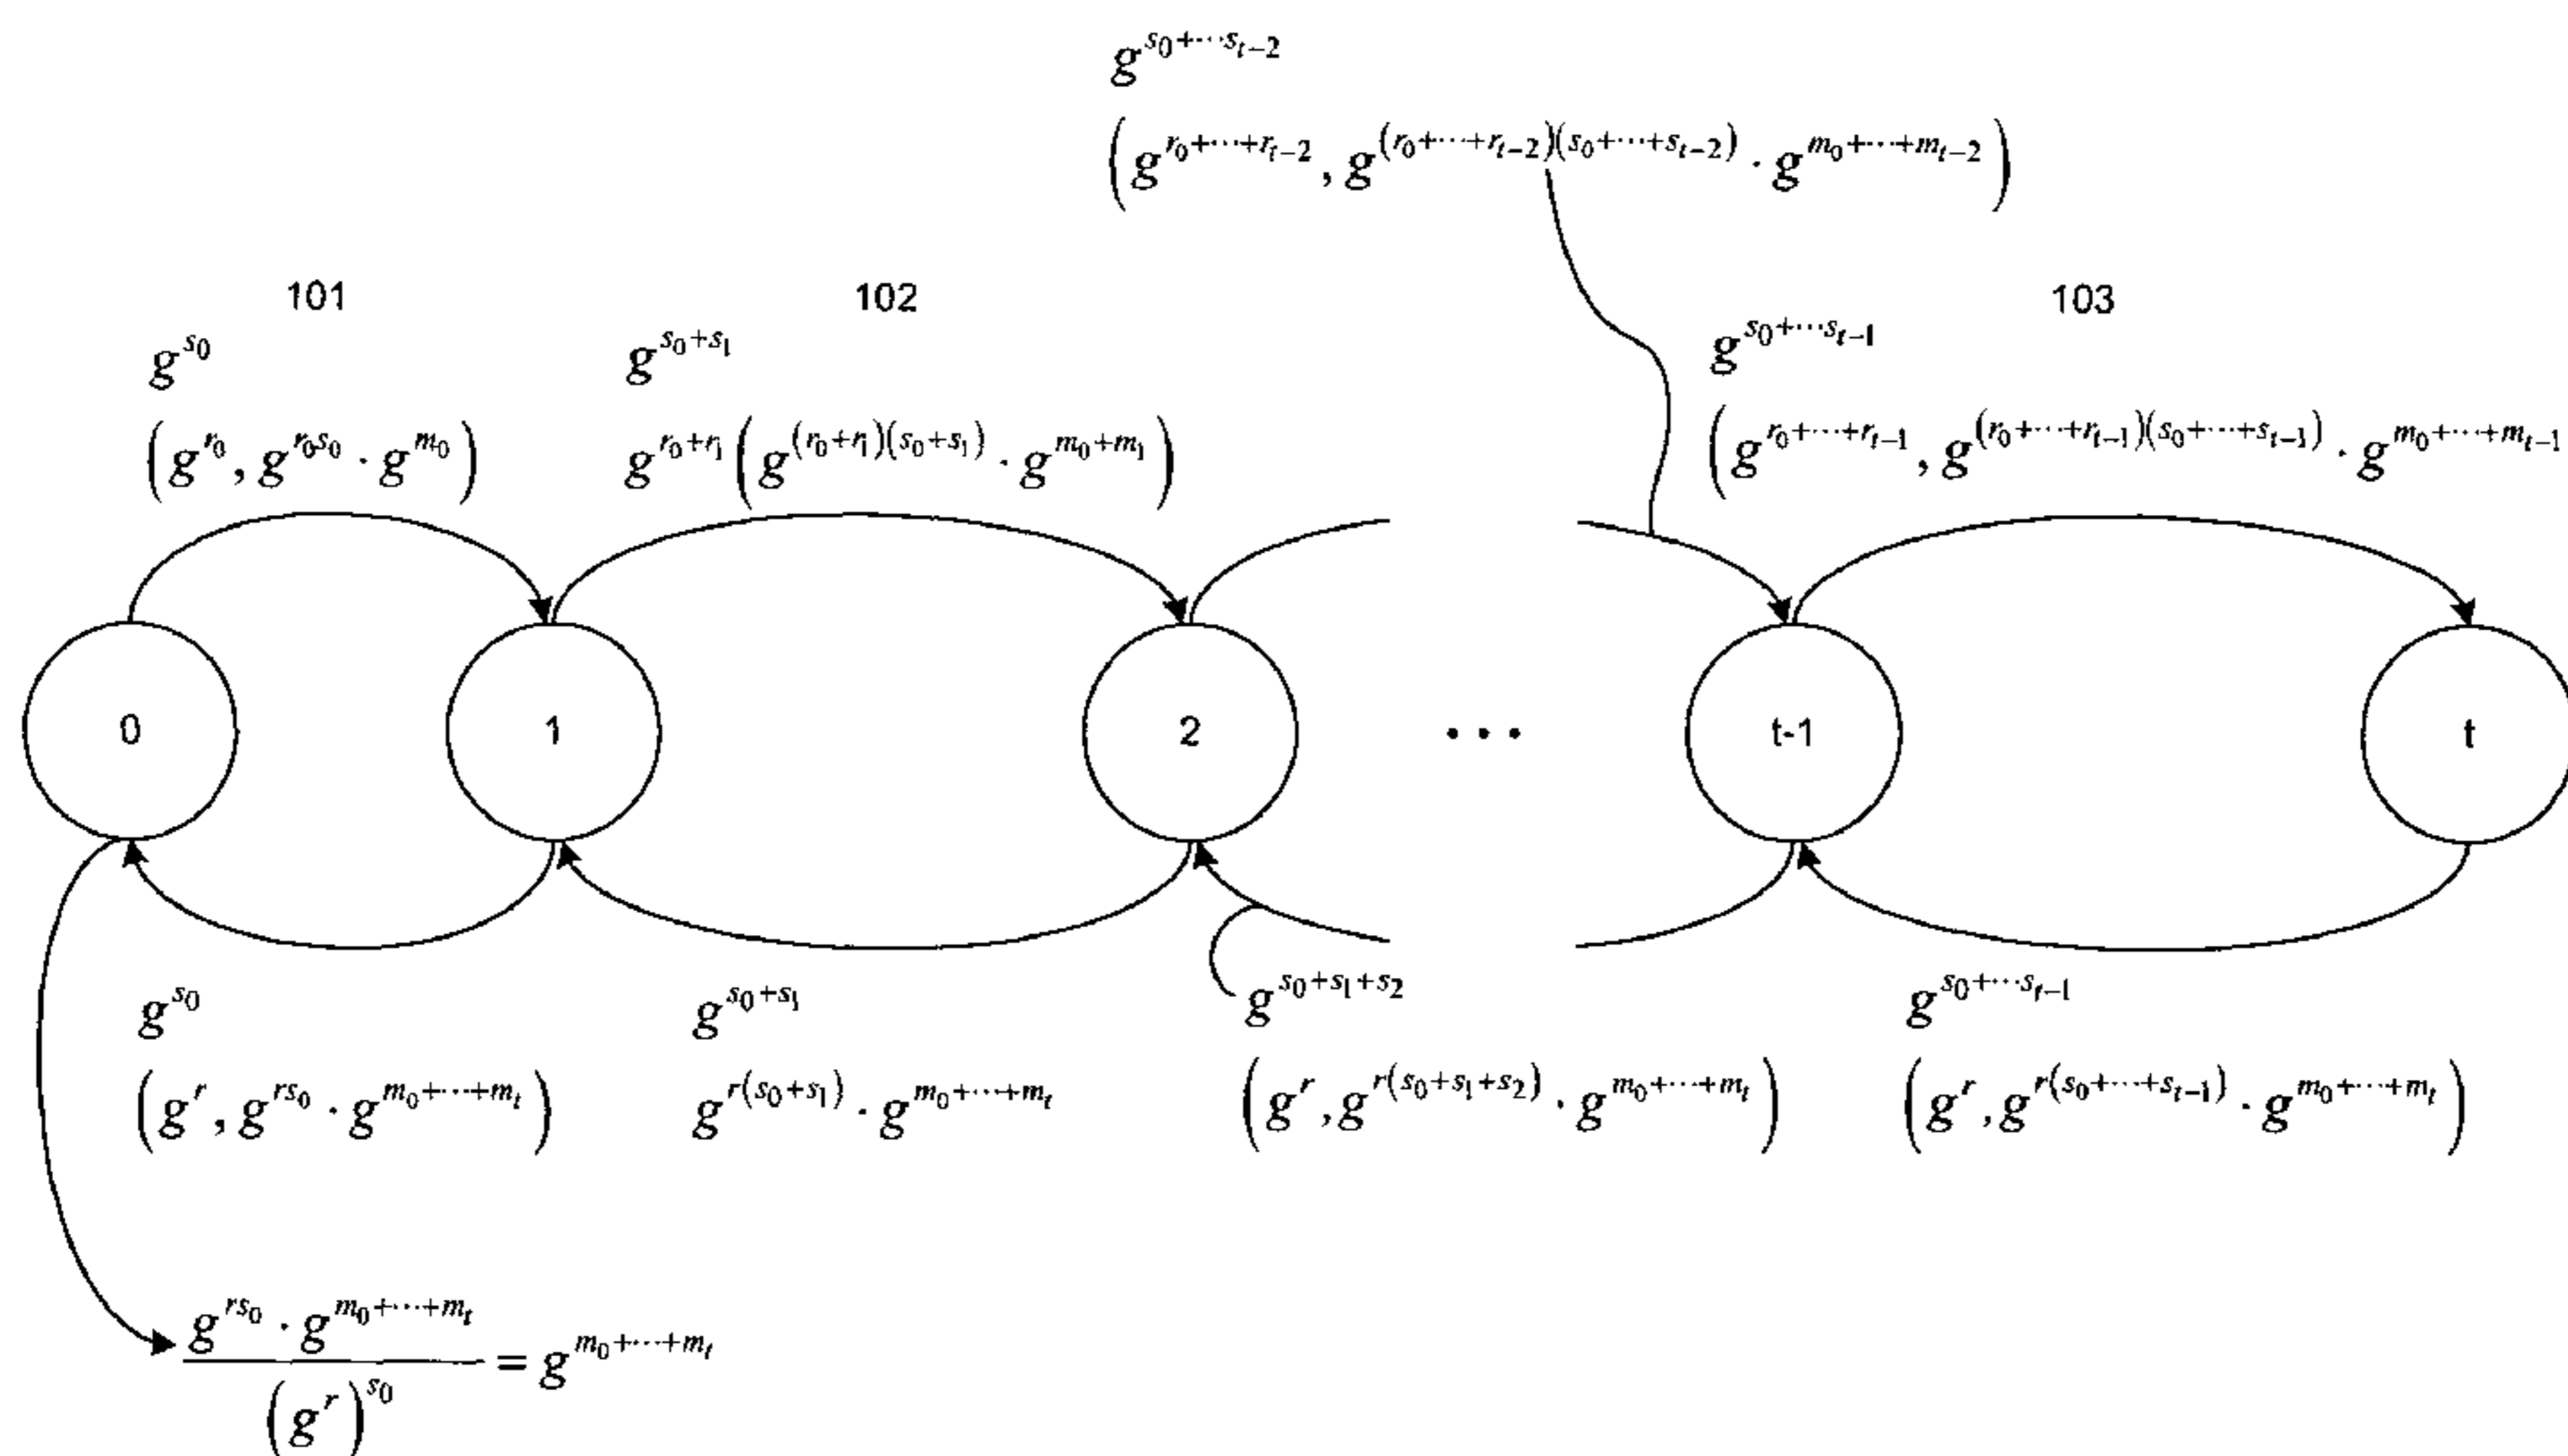 g^{s_0+⋯s_{t-2}}
(g^{r_0+⋯+r_{t-2}}, g^{(r_0+⋯+r_{t-2})(s_0+⋯+s_{t-2})} · g^{m_0+⋯+m_{t-2}})
101 102 103
g^{s_0} g^{s_0+s_1} g^{s_0+⋯s_{t-1}}
(g^{r_0}, g^{r_0s_0} · g^{m_0}) g^{r_0+r_1}(g^{(r_0+r_1)(s_0+s_1)} · g^{m_0+m_1}) (g^{r_0+⋯+r_{t-1}}, g^{(r_0+⋯+r_{t-1})(s_0+⋯+s_{t-1})} · g^{m_0+⋯+m_{t-1}}
0 1 2 ⋯ t-1 t
g^{s_0} g^{s_0+s_1} g^{s_0+s_1+s_2} g^{s_0+⋯s_{t-1}}
(g^r, g^{rs_0} · g^{m_0+⋯+m_t}) g^{r(s_0+s_1)} · g^{m_0+⋯+m_t} (g^r, g^{r(s_0+s_1+s_2)} · g^{m_0+⋯+m_t}) (g^r, g^{r(s_0+⋯+s_{t-1})} · g^{m_0+⋯+m_t})
g^{rs_0} · g^{m_0+⋯+m_t}
= g^{m_0+⋯+m_t}
(g^r)^{s_0}